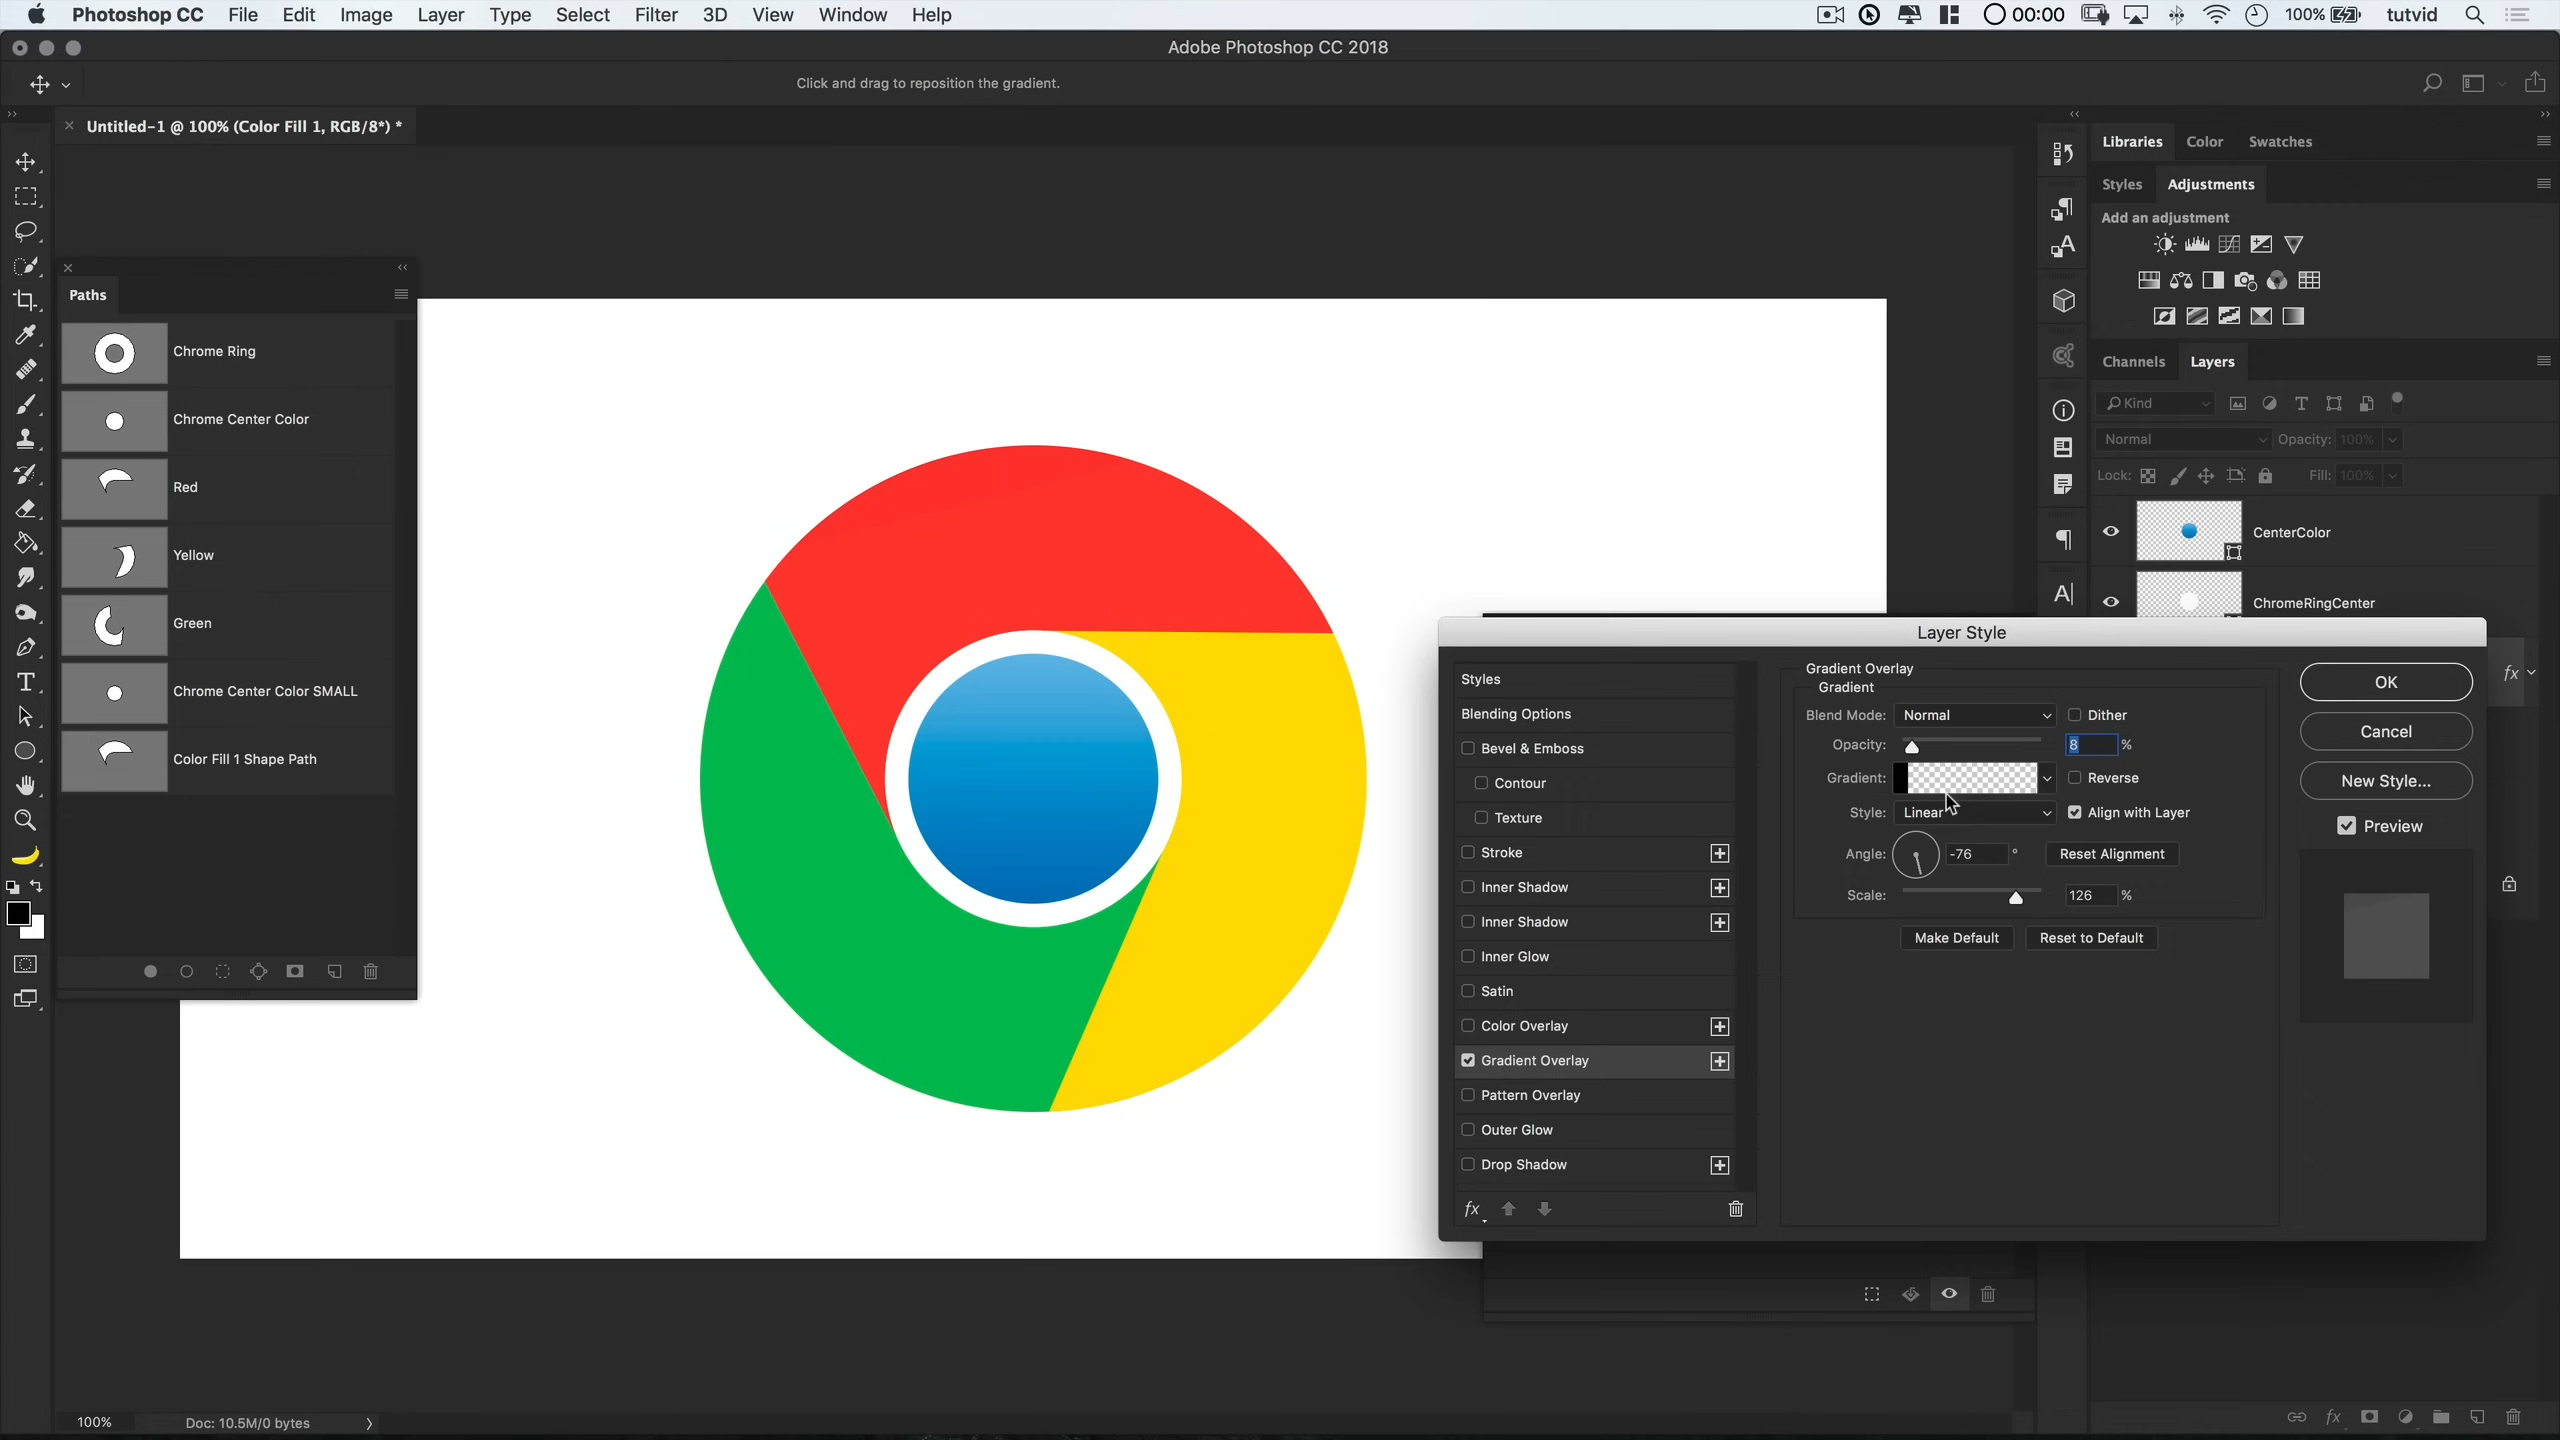 Photoshop CC File Edit Image Layer Type Select Filter 3D View Window Help 00:00 100% tutvid
Adobe Photoshop CC 2018
Click and drag to reposition the gradient.
Untitled-1 @ 100% (Color Fill 1, RGB/8*) *
Paths
Chrome Ring
Chrome Center Color
Red
Yellow
Green
Chrome Center Color SMALL
Color Fill 1 Shape Path
Libraries Color Swatches
Styles Adjustments
Add an adjustment
Channels Layers
Kind
Normal Opacity: 100%
Lock: Fill: 100%
CenterColor
ChromeRingCenter
Layer Style
Styles
Blending Options
Bevel & Emboss
Contour
Texture
Stroke
Inner Shadow
Inner Shadow
Inner Glow
Satin
Color Overlay
Gradient Overlay
Pattern Overlay
Outer Glow
Drop Shadow
fx
Gradient Overlay
Gradient
Blend Mode: Normal Dither
Opacity: 8 %
Gradient: Reverse
Style: Linear Align with Layer
Angle: -76 ° Reset Alignment
Scale: 126 %
Make Default Reset to Default
OK
Cancel
New Style...
Preview
fx
100% Doc: 10.5M/0 bytes
fx